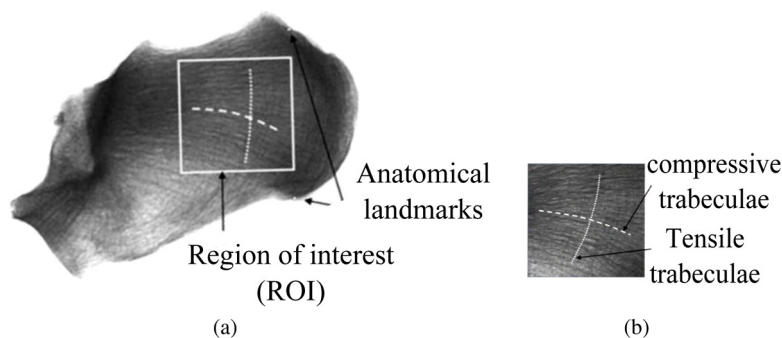 Anatomical
landmarks
Region of interest
(ROI)
compressive
trabeculae
Tensile
trabeculae
(a)
(b)